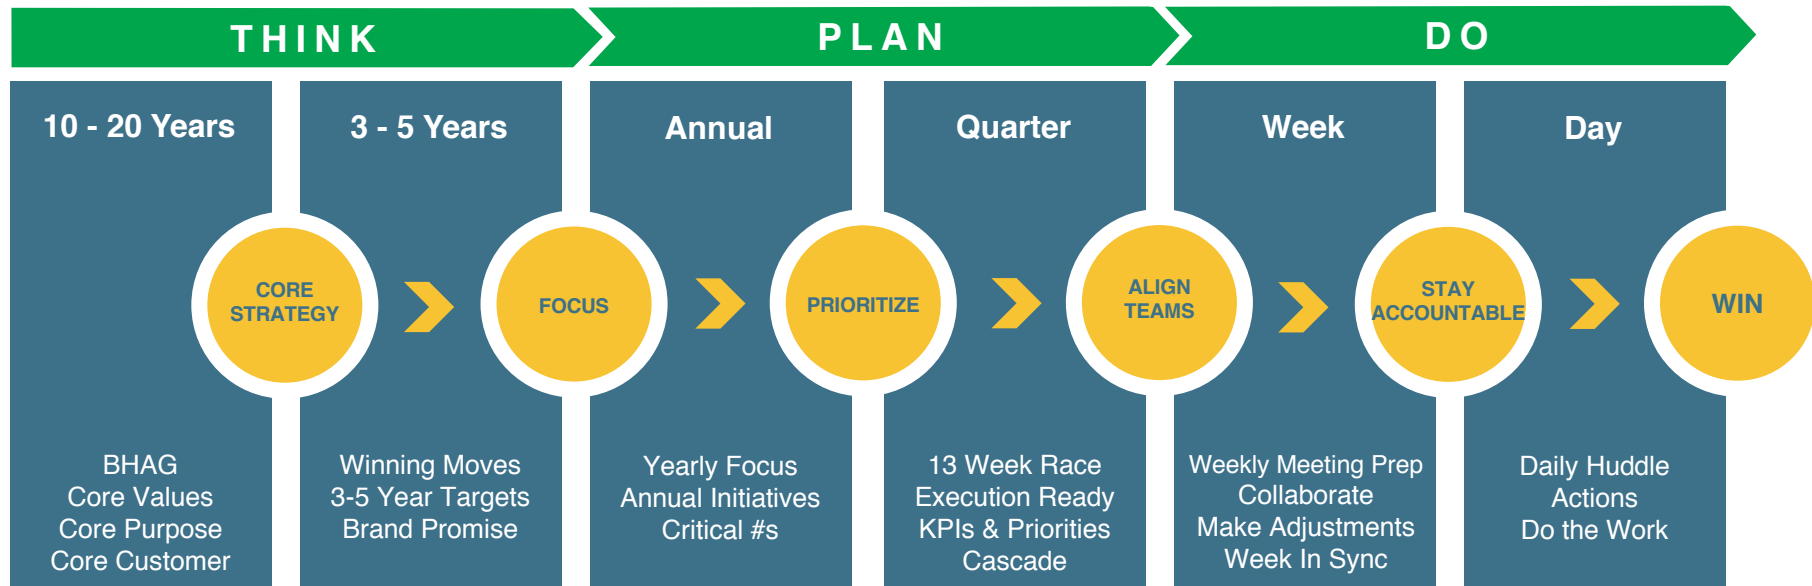 THINK
PLAN
DO
10 - 20 Years
3 - 5 Years
Annual
Quarter
Week
Day
CORE
STRATEGY
FOCUS
PRIORITIZE
ALIGN
TEAMS
STAY
ACCOUNTABLE
WIN
BHAG
Core Values
Core Purpose
Core Customer
Winning Moves
3-5 Year Targets
Brand Promise
Yearly Focus
Annual Initiatives
Critical #s
13 Week Race
Execution Ready
KPIs & Priorities
Cascade
Weekly Meeting Prep
Collaborate
Make Adjustments
Week In Sync
Daily Huddle
Actions
Do the Work